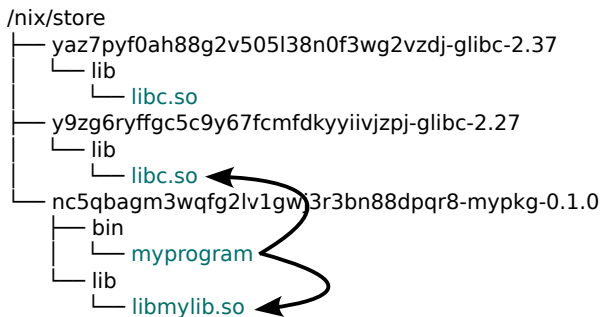 /nix/store
yaz7pyf0ah88g2v505l38n0f3wg2vzdj-glibc-2.37
lib
libc.so
y9zg6ryffgc5c9y67fcmfdkyyiivjzpj-glibc-2.27
lib
libc.so
nc5qbagm3wqfg2lv1gwj3r3bn88dpqr8-mypkg-0.1.0
bin
myprogram
lib
libmylib.so